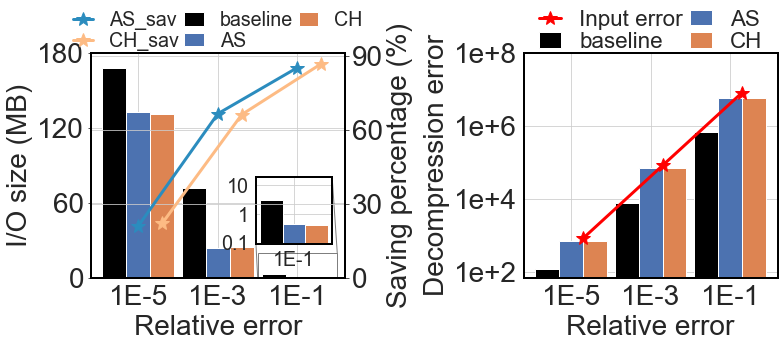 AS_sav baseline CH
CH_sav AS
I/O size (MB)
180
120
60
0
10
1
0.1
1E-1
90
60
30
0
Saving percentage (%)
1E-5 1E-3 1E-1
Relative error
Input error AS
baseline CH
Decompression error
1e+8
1e+6
1e+4
1e+2
1E-5 1E-3 1E-1
Relative error